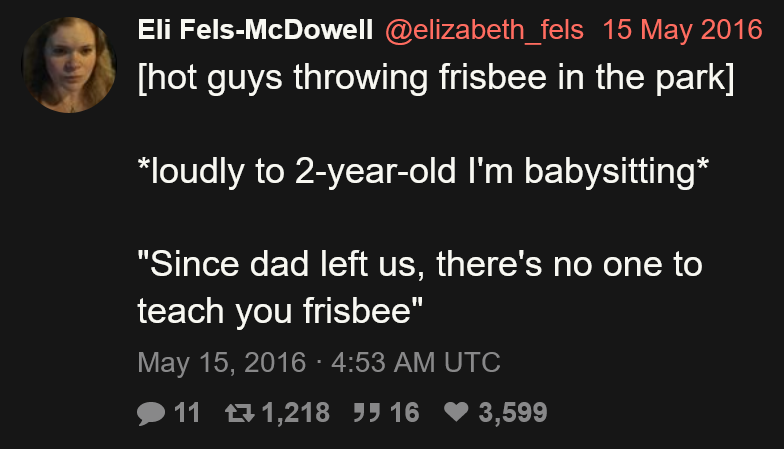 Eli Fels-McDowell @elizabeth_fels 15 May 2016
[hot guys throwing frisbee in the park]
*loudly to 2-year-old I'm babysitting*
"Since dad left us, there's no one to
teach you frisbee"
May 15, 2016 · 4:53 AM UTC
11 1,218 16 3,599